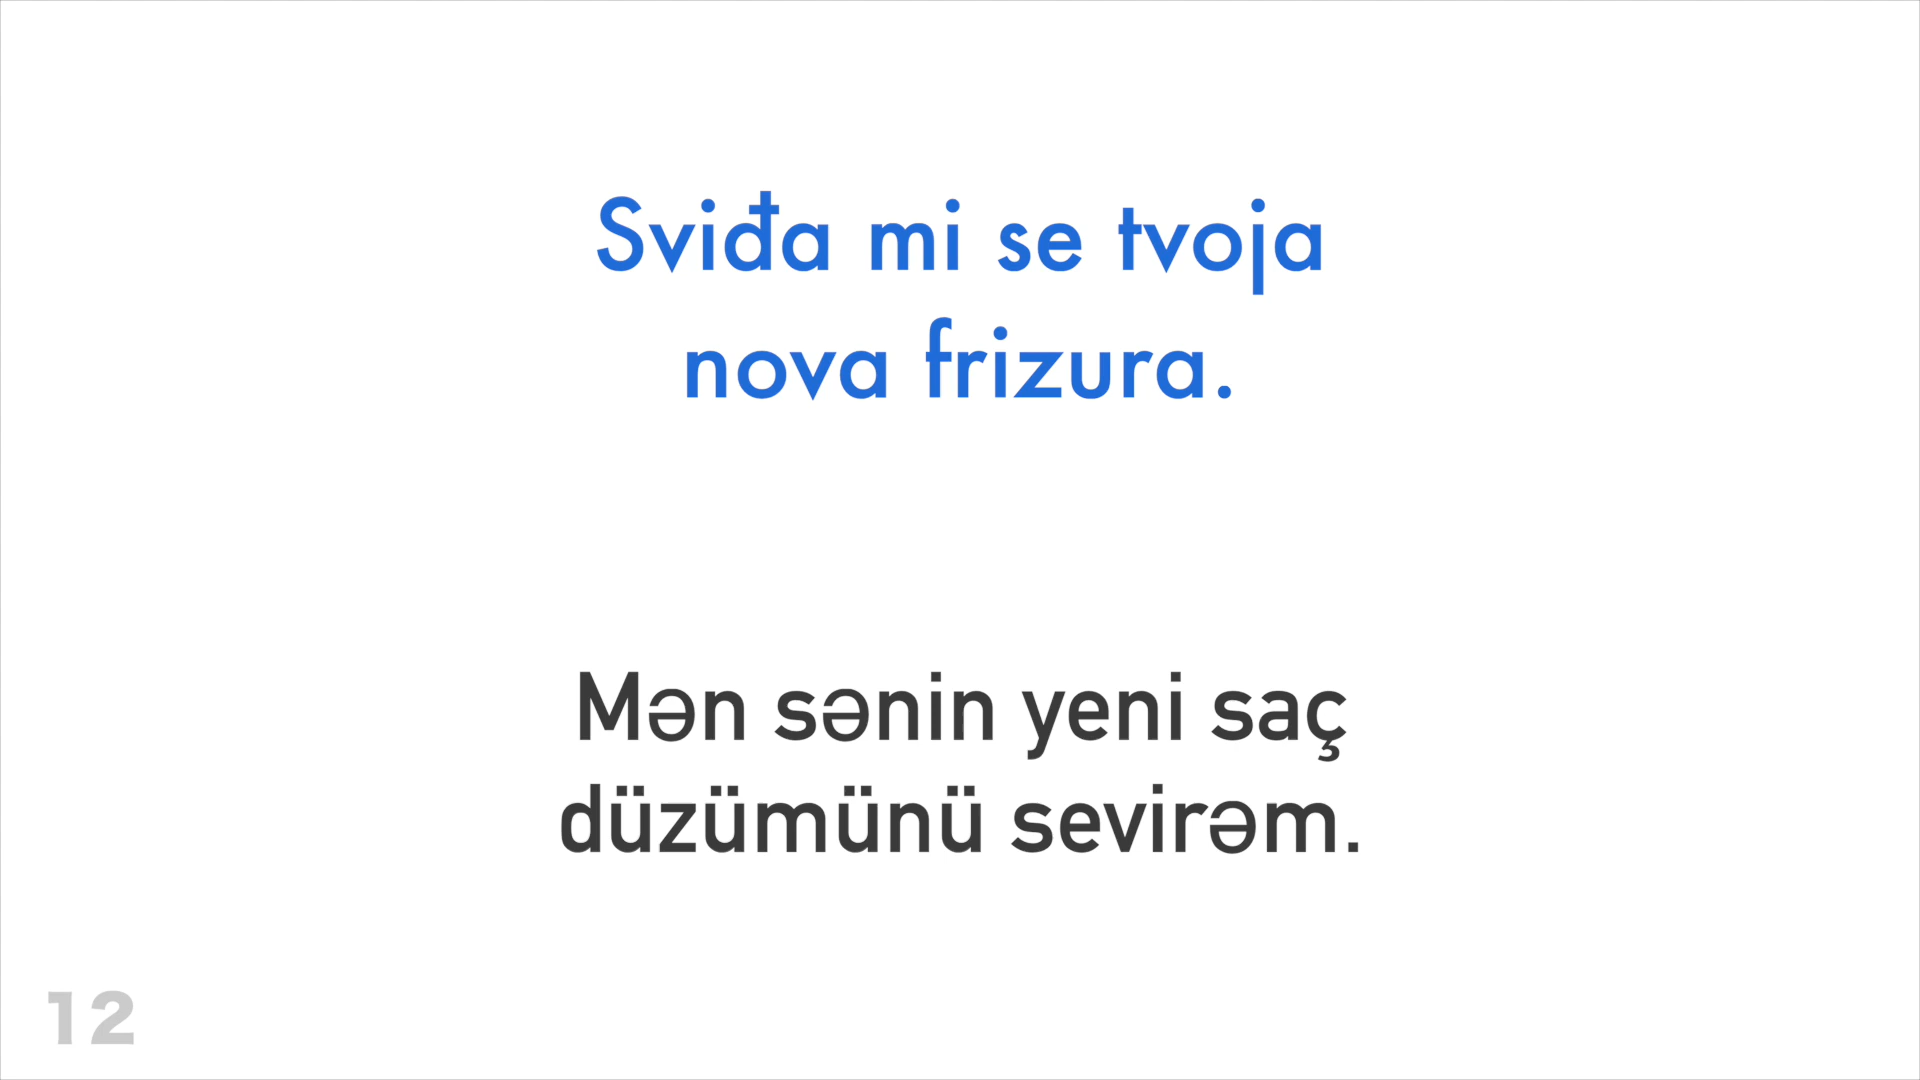 Sviđa mi se tvoja
nova frizura.
Mən sənin yeni saç
düzümünü sevirəm.
12